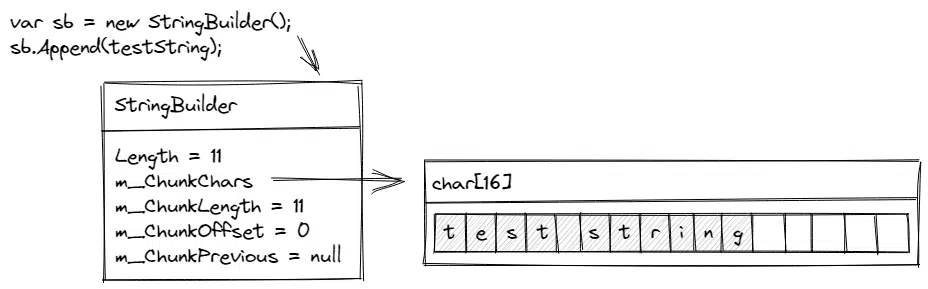 var sb = new StringBuilder();
sb.Append(testString);
StringBuilder
Length = 11
m_ChunkChars
m_ChunkLength = 11
m_ChunkOffset = 0
m_ChunkPrevious = null
char[16]
t e s t   s t r i n g